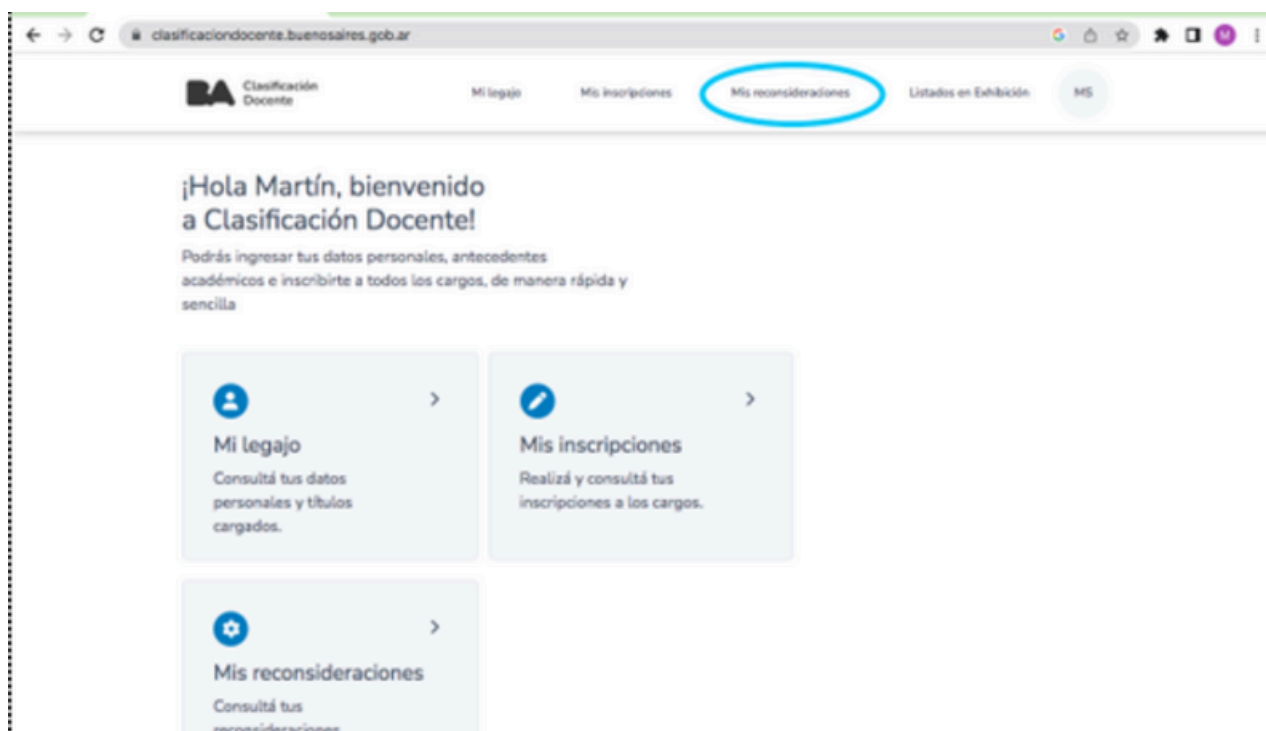 clasificaciondocente.buenosaires.gob.ar
BA Clasificación
Docente
Mi legajo
Mis inscripciones
Mis reconsideraciones
Listados en Exhibición
MS
¡Hola Martín, bienvenido
a Clasificación Docente!
Podrás ingresar tus datos personales, antecedentes
académicos e inscribirte a todos los cargos, de manera rápida y
sencilla
Mi legajo
Consultá tus datos
personales y títulos
cargados.
Mis inscripciones
Realizá y consultá tus
inscripciones a los cargos.
Mis reconsideraciones
Consultá tus
reconsideraciones